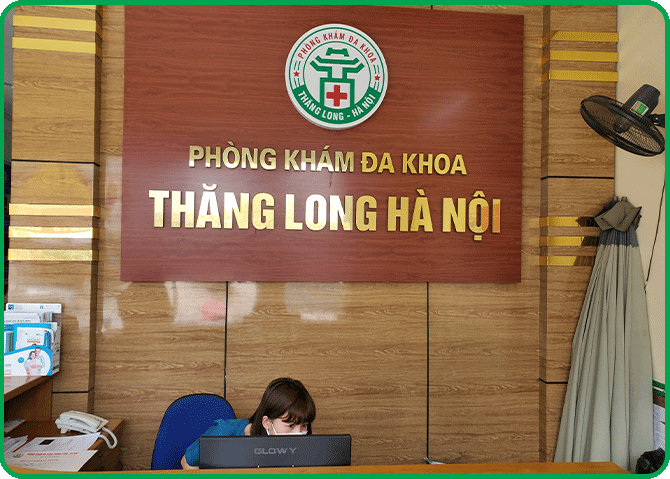 PHÒNG KHÁM ĐA KHOA
THĂNG LONG - HÀ NỘI
PHÒNG KHÁM ĐA KHOA
THĂNG LONG HÀ NỘI
GLOWY